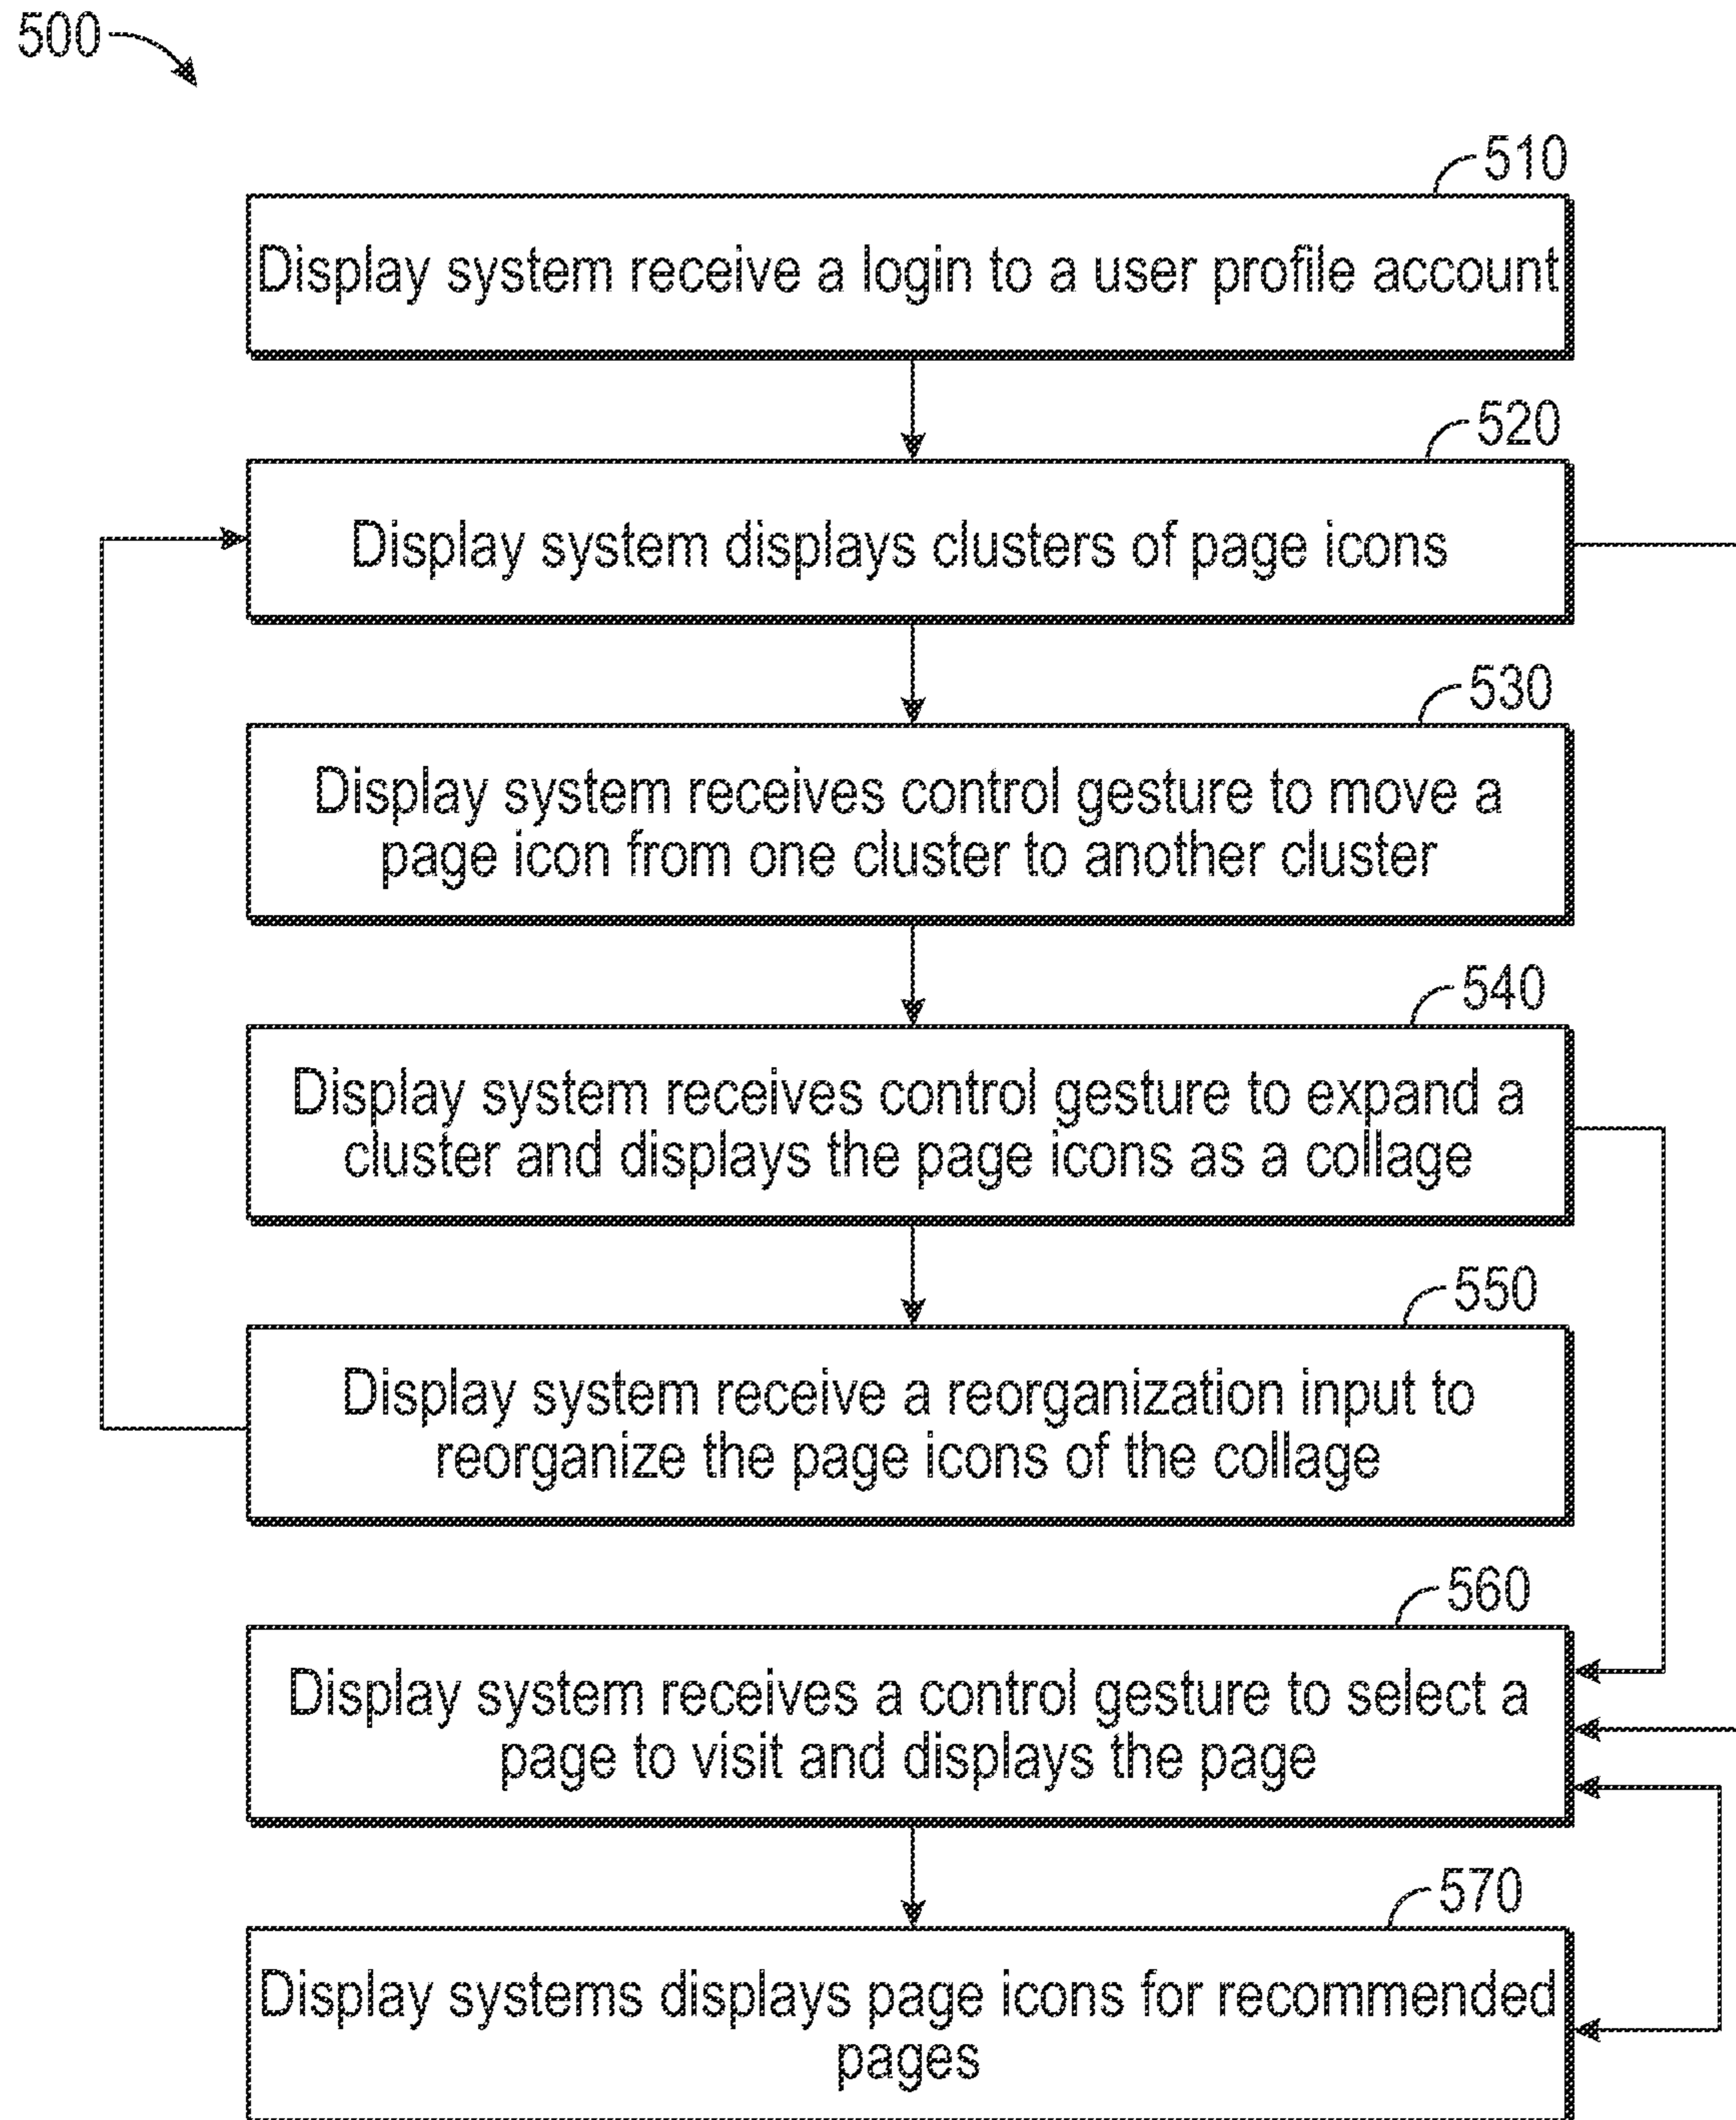 500
510
Display system receive a login to a user profile account
520
Display system displays clusters of page icons
530
Display system receives control gesture to move a
page icon from one cluster to another cluster
540
Display system receives control gesture to expand a
cluster and displays the page icons as a collage
550
Display system receive a reorganization input to
reorganize the page icons of the collage
560
Display system receives a control gesture to select a
page to visit and displays the page
570
Display systems displays page icons for recommended
pages